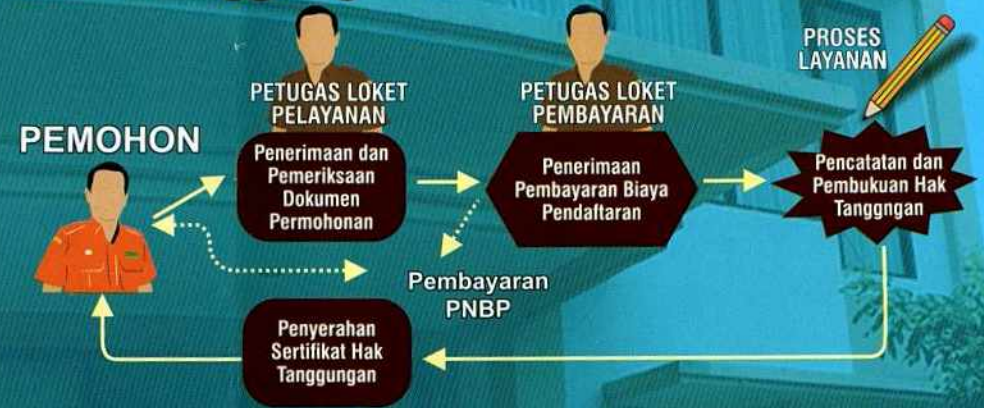 PEMOHON
PETUGAS LOKET
PELAYANAN
Penerimaan dan
Pemeriksaan
Dokumen
Permohonan
PETUGAS LOKET
PEMBAYARAN
Penerimaan
Pembayaran Biaya
Pendaftaran
PROSES
LAYANAN
Pencatatan dan
Pembukuan Hak
Tanggngan
Pembayaran
PNBP
Penyerahan
Sertifikat Hak
Tanggungan